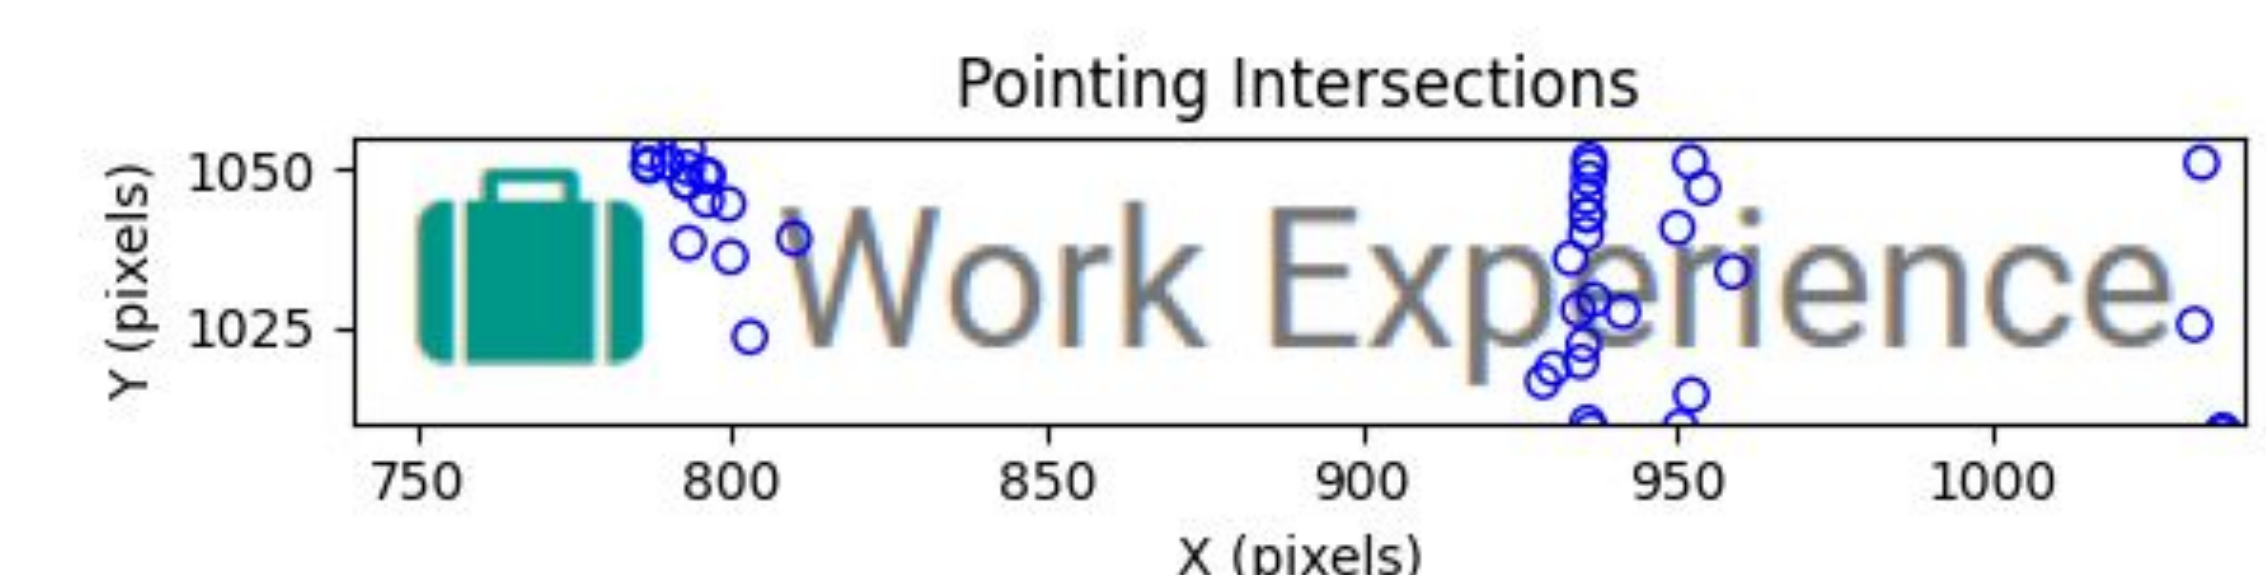 Pointing Intersections
Y (pixels)
1050
1025
Work Experience
750 800 850 900 950 1000
X (pixels)